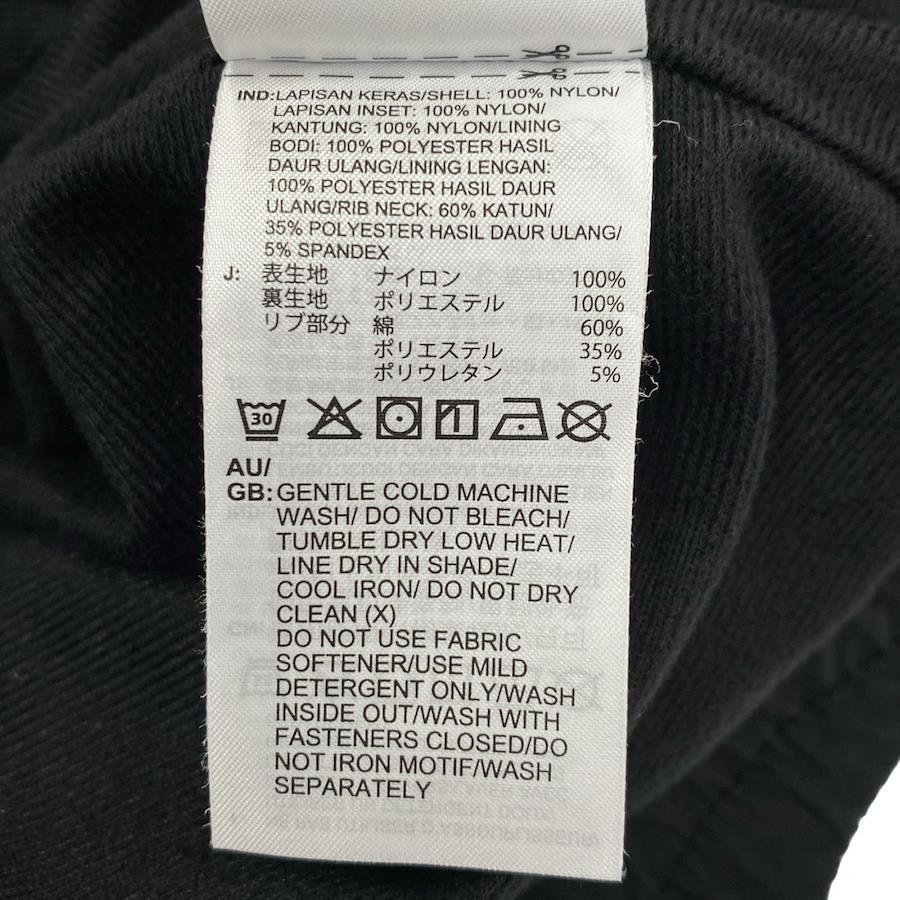 IND:LAPISAN KERAS/SHELL: 100% NYLON/
LAPISAN INSET: 100% NYLON/
KANTUNG: 100% NYLON/LINING
BODI: 100% POLYESTER HASIL
DAUR ULANG/LINING LENGAN:
100% POLYESTER HASIL DAUR
ULANG/RIB NECK: 60% KATUN/
35% POLYESTER HASIL DAUR ULANG/
5% SPANDEX
J: 表生地 ナイロン 100%
裏生地 ポリエステル 100%
リブ部分 綿 60%
ポリエステル 35%
ポリウレタン 5%
30
AU/
GB:GENTLE COLD MACHINE
WASH/ DO NOT BLEACH/
TUMBLE DRY LOW HEAT/
LINE DRY IN SHADE/
COOL IRON/ DO NOT DRY
CLEAN (X)
DO NOT USE FABRIC
SOFTENER/USE MILD
DETERGENT ONLY/WASH
INSIDE OUT/WASH WITH
FASTENERS CLOSED/DO
NOT IRON MOTIF/WASH
SEPARATELY